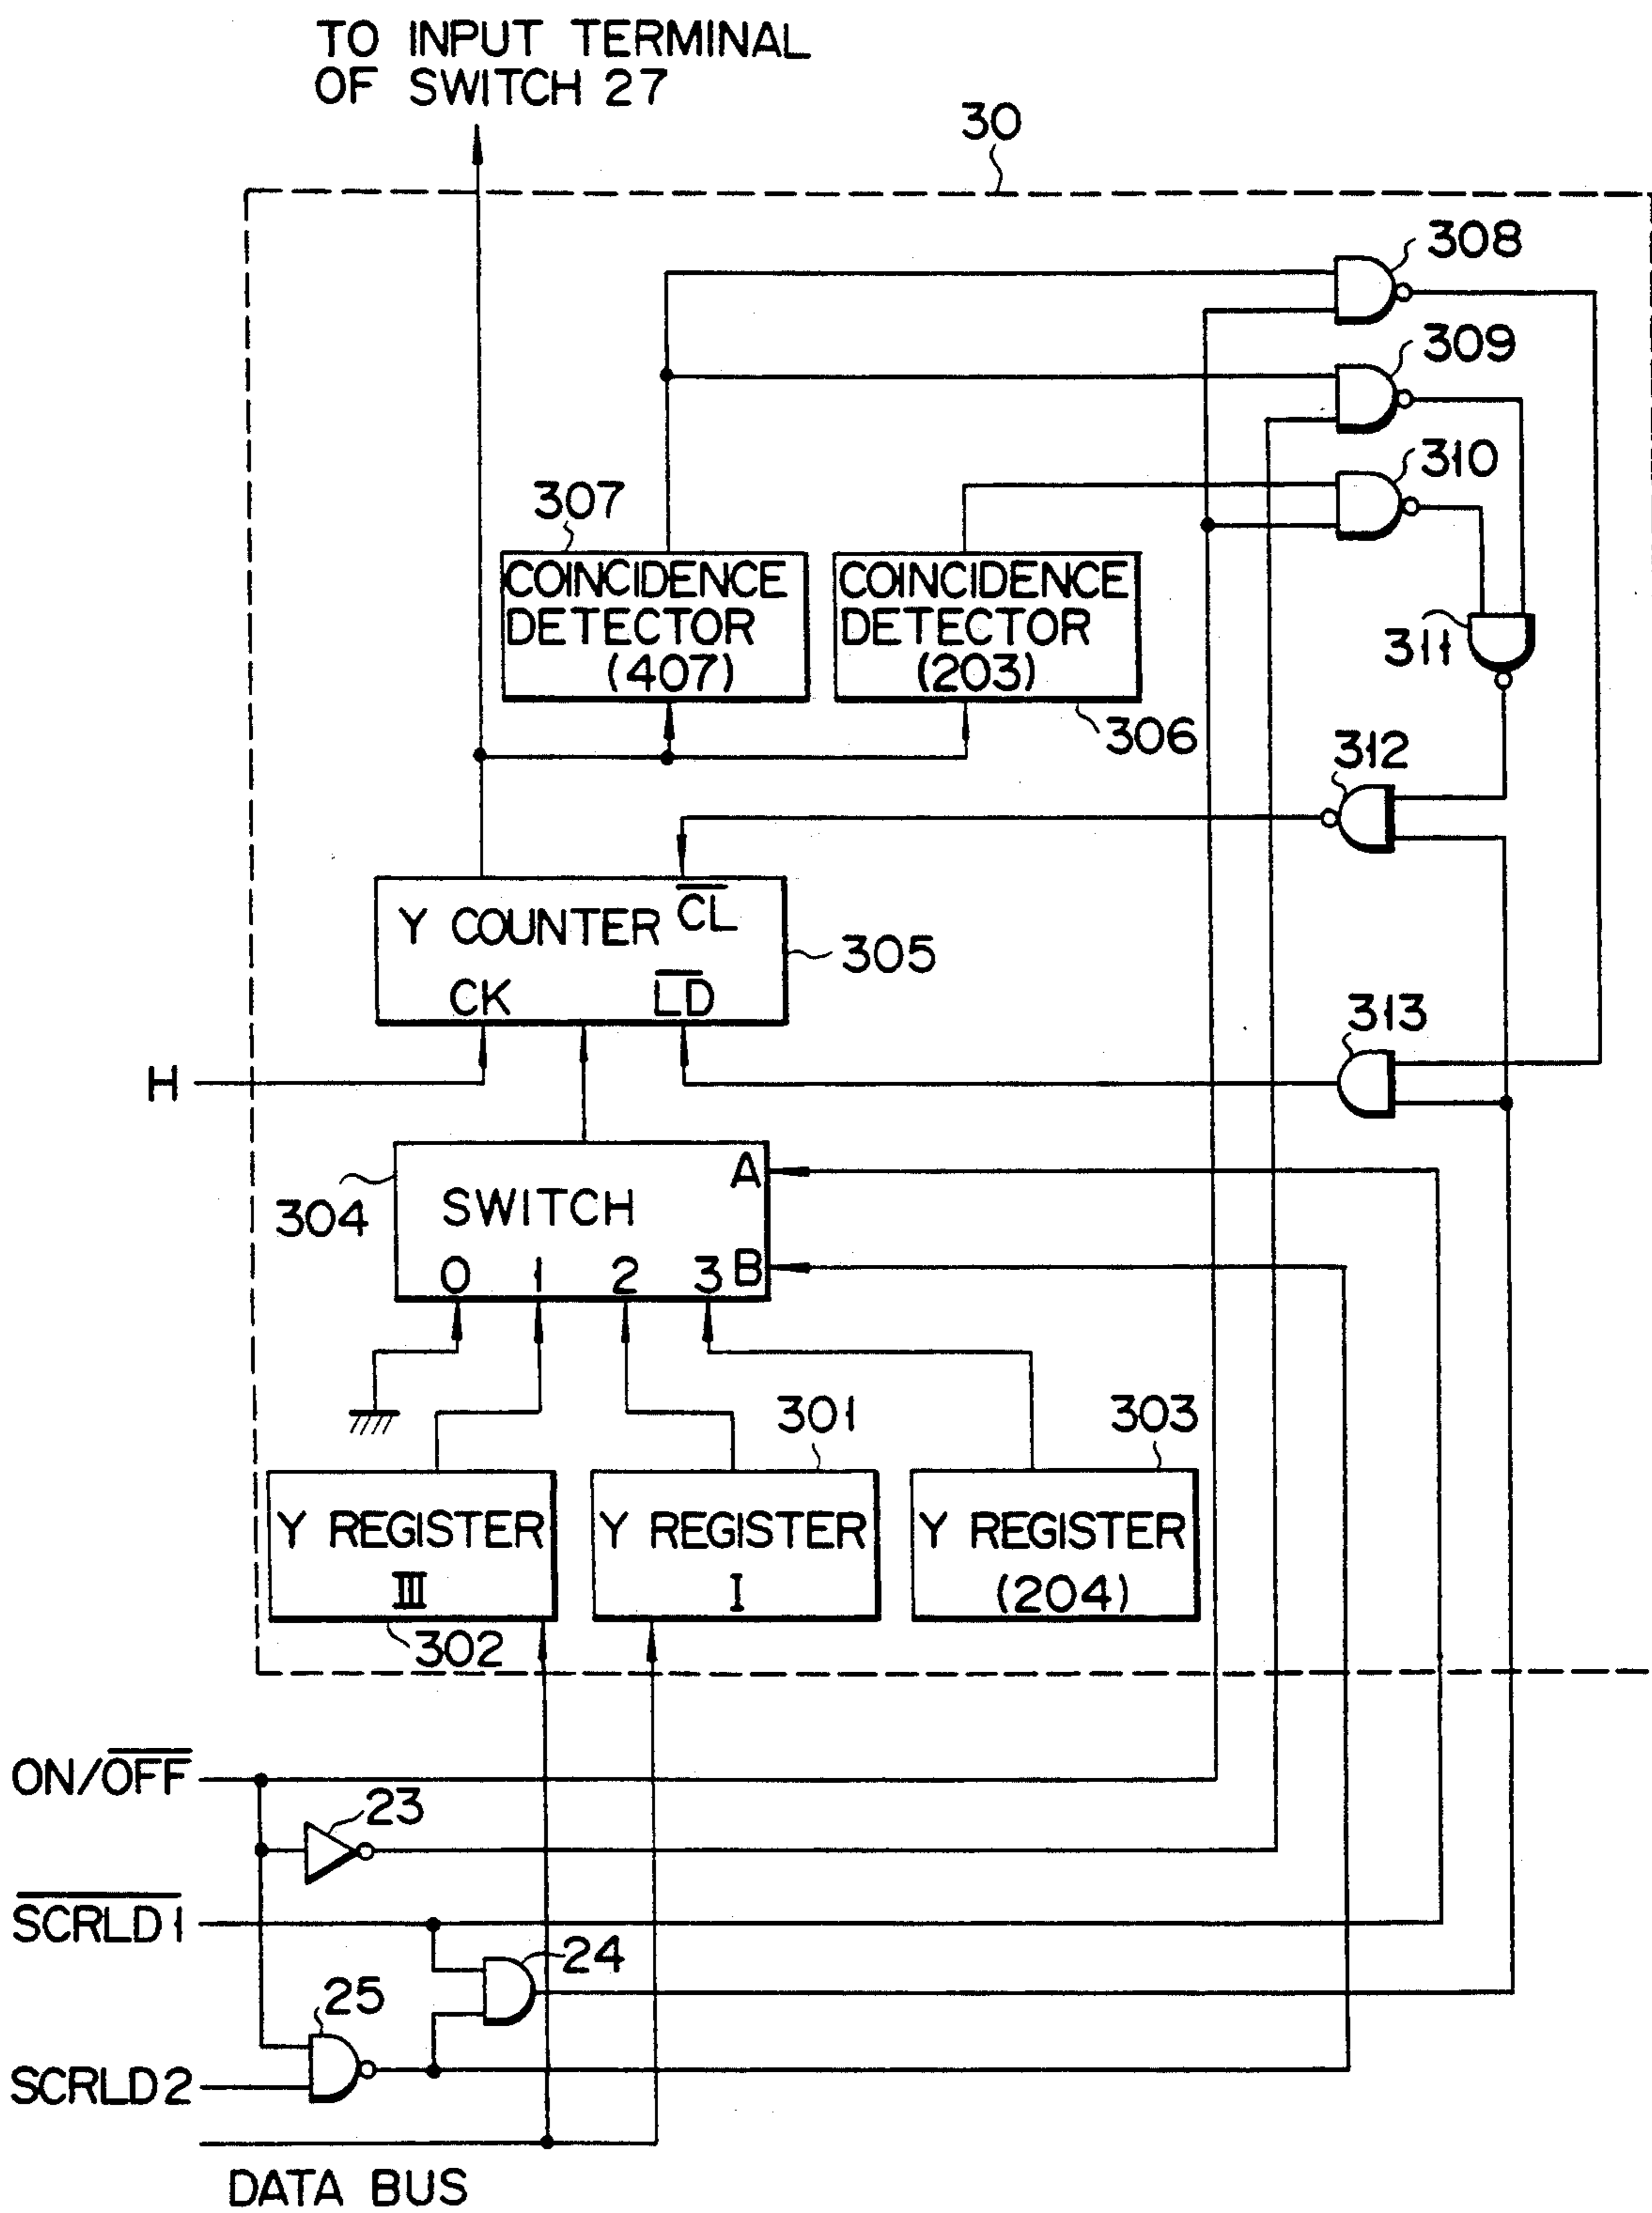 TO INPUT TERMINAL
OF SWITCH 27
30
308
309
310
307
COINCIDENCE
DETECTOR
(407)
COINCIDENCE
DETECTOR
(203)
311
306
312
Y COUNTER
CL
305
CK
LD
313
H
A
SWITCH
304
0 1 2 3 B
301
303
Y REGISTER
III
Y REGISTER
I
Y REGISTER
(204)
302
ON/OFF
23
SCRLD1
24
25
SCRLD2
DATA BUS